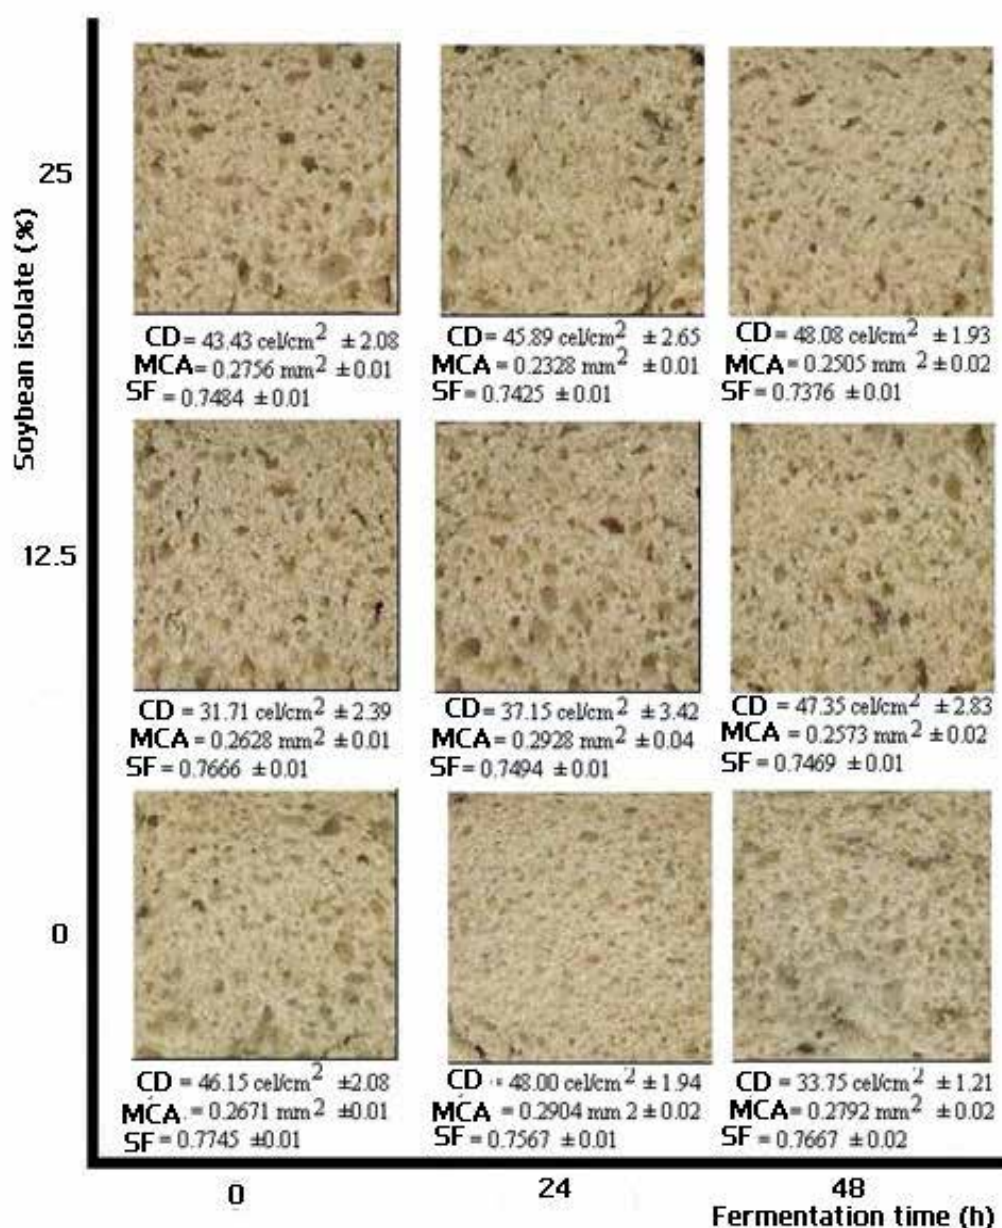 25
CD = 43.43 cel/cm2 ± 2.08
MCA = 0.2756 mm2 ± 0.01
SF = 0.7484 ± 0.01
CD = 45.89 cel/cm2 ± 2.65
MCA = 0.2328 mm2 ± 0.01
SF = 0.7425 ± 0.01
CD = 48.08 cel/cm2 ± 1.93
MCA = 0.2505 mm 2 ± 0.02
SF = 0.7376 ± 0.01
Soybean isolate (%)
12.5
CD = 31.71 cel/cm2 ± 2.39
MCA = 0.2628 mm2 ± 0.01
SF = 0.7666 ± 0.01
CD = 37.15 cel/cm2 ± 3.42
MCA = 0.2928 mm2 ± 0.04
SF = 0.7494 ± 0.01
CD = 47.35 cel/cm2 ± 2.83
MCA = 0.2573 mm2 ± 0.02
SF = 0.7469 ± 0.01
0
CD = 46.15 cel/cm2 ±2.08
MCA = 0.2671 mm2 ±0.01
SF = 0.7745 ±0.01
CD = 48.00 cel/cm2 ± 1.94
MCA = 0.2904 mm 2 ± 0.02
SF = 0.7567 ± 0.01
CD = 33.75 cel/cm2 ± 1.21
MCA = 0.2792 mm2 ± 0.02
SF = 0.7667 ± 0.02
0
24
48
Fermentation time (h)